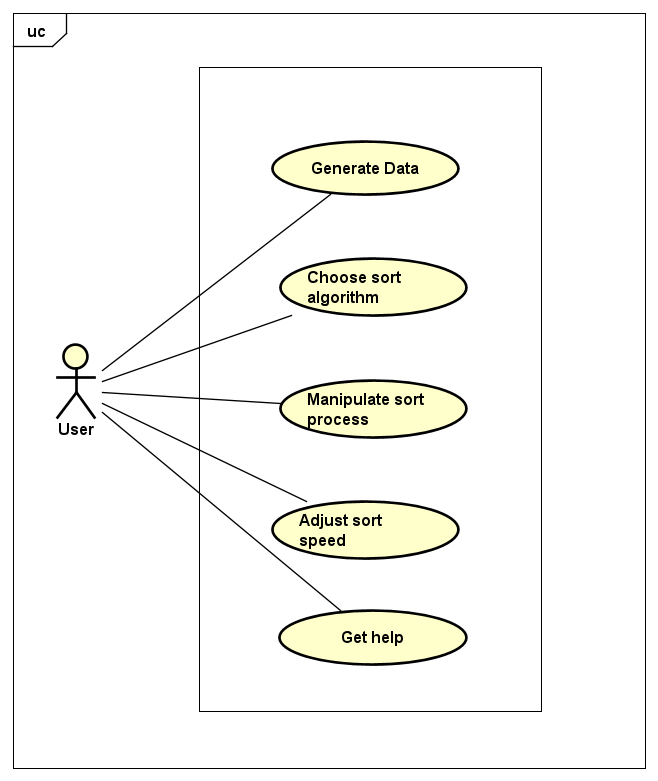 uc
Generate Data
Choose sort
algorithm
Manipulate sort
process
User
Adjust sort
speed
Get help